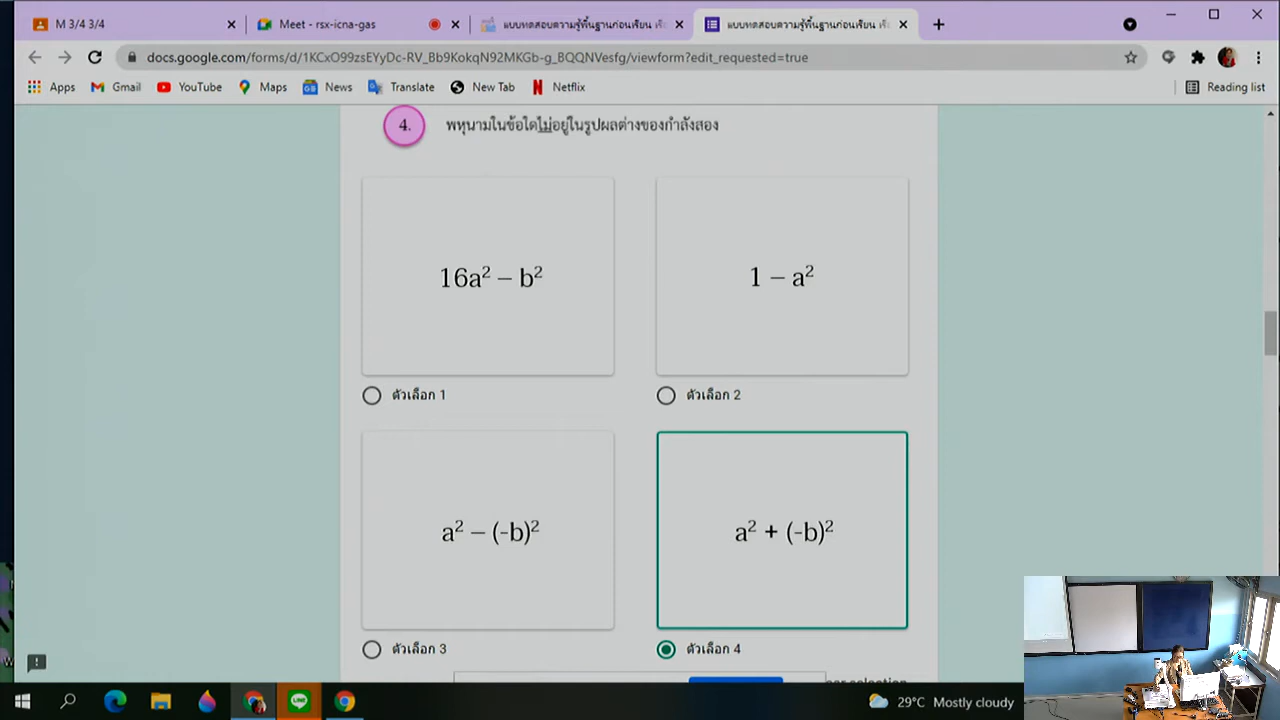 M 3/4 3/4
Meet - rsx-icna-gas
แบบทดสอบความรู้พื้นฐานก่อนเรียน เรื
แบบทดสอบความรู้พื้นฐานก่อนเรียน เรื
docs.google.com/forms/d/1KCxO99zsEYyDc-RV_Bb9KokqN92MKGb-g_BQQNVesfg/viewform?edit_requested=true
Apps
Gmail
YouTube
Maps
News
Translate
New Tab
Netflix
Reading list
4.
พหุนามในข้อใดไม่อยู่ในรูปผลต่างของกำลังสอง
16a² – b²
1 – a²
ตัวเลือก 1
ตัวเลือก 2
a² – (-b)²
a² + (-b)²
ตัวเลือก 3
ตัวเลือก 4
29°C Mostly cloudy